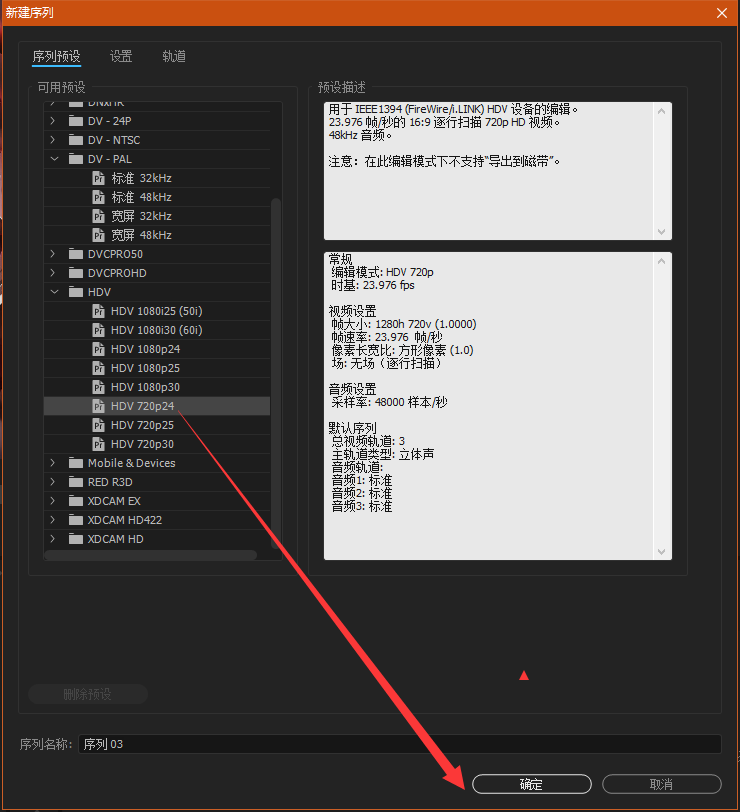 新建序列
序列预设 设置 轨道
可用预设
DNxHR
DV - 24P
DV - NTSC
DV - PAL
标准 32kHz
标准 48kHz
宽屏 32kHz
宽屏 48kHz
DVCPRO50
DVCPROHD
HDV
HDV 1080i25 (50i)
HDV 1080i30 (60i)
HDV 1080p24
HDV 1080p25
HDV 1080p30
HDV 720p24
HDV 720p25
HDV 720p30
Mobile & Devices
RED R3D
XDCAM EX
XDCAM HD422
XDCAM HD
预设描述
用于 IEEE1394 (FireWire/i.LINK) HDV 设备的编辑。
23.976 帧/秒的 16:9 逐行扫描 720p HD 视频。
48kHz 音频。
注意：在此编辑模式下不支持“导出到磁带”。
常规
编辑模式: HDV 720p
时基: 23.976 fps
视频设置
帧大小: 1280h 720v (1.0000)
帧速率: 23.976 帧/秒
像素长宽比: 方形像素 (1.0)
场: 无场（逐行扫描）
音频设置
采样率: 48000 样本/秒
默认序列
总视频轨道: 3
主轨道类型: 立体声
音频轨道:
音频1: 标准
音频2: 标准
音频3: 标准
删除预设
序列名称: 序列 03
确定 取消